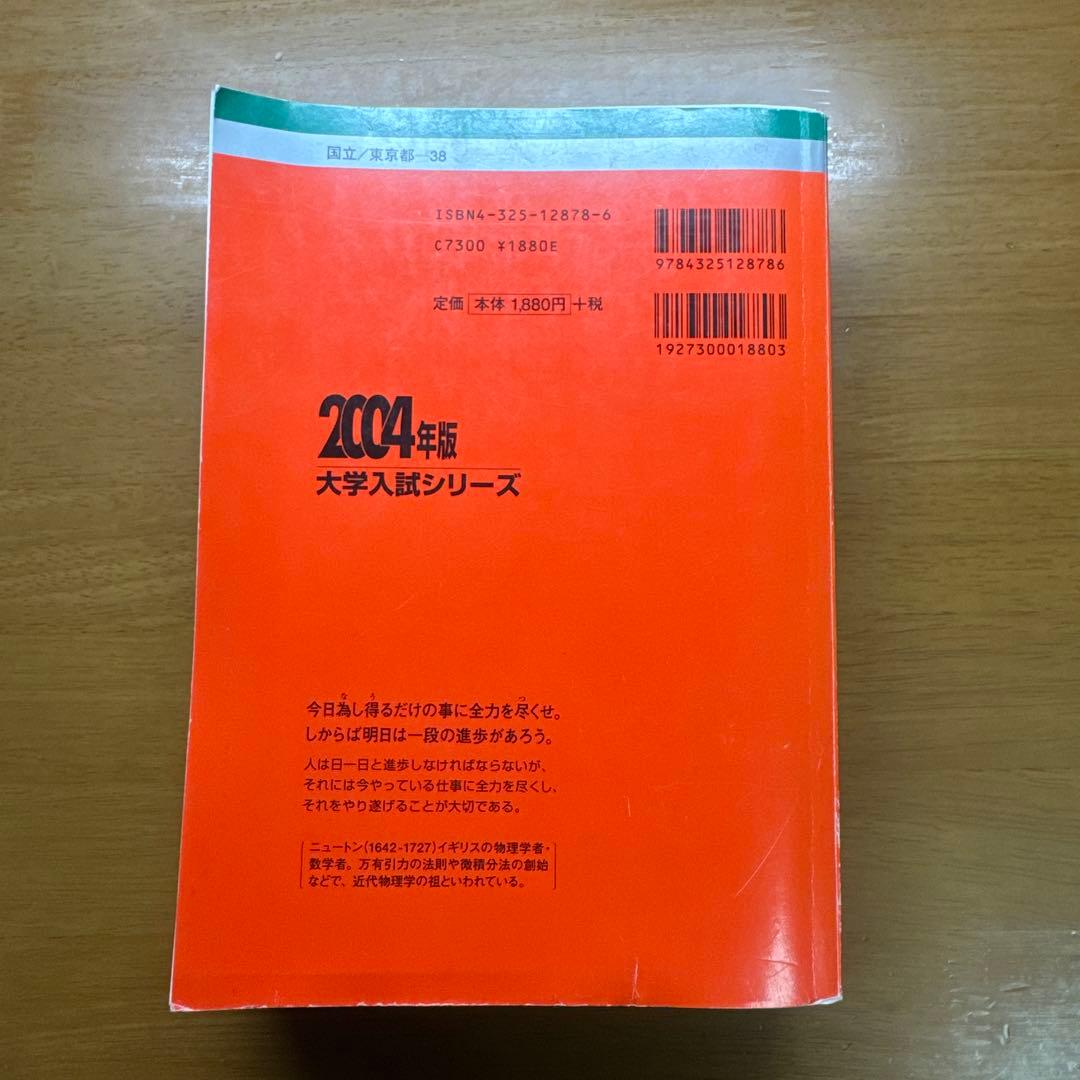 国立／東京都―38
ISBN4-325-12878-6
C7300 ¥1880E
9784325128786
定価 本体 1,880円 +税
1927300018803
2004年版
大学入試シリーズ
今日為し得るだけの事に全力を尽くせ。
しからば明日は一段の進歩があろう。
人は日一日と進歩しなければならないが、
それには今やっている仕事に全力を尽くし、
それをやり遂げることが大切である。
ニュートン(1642-1727)イギリスの物理学者・
数学者。万有引力の法則や微積分法の創始
などで、近代物理学の祖といわれている。